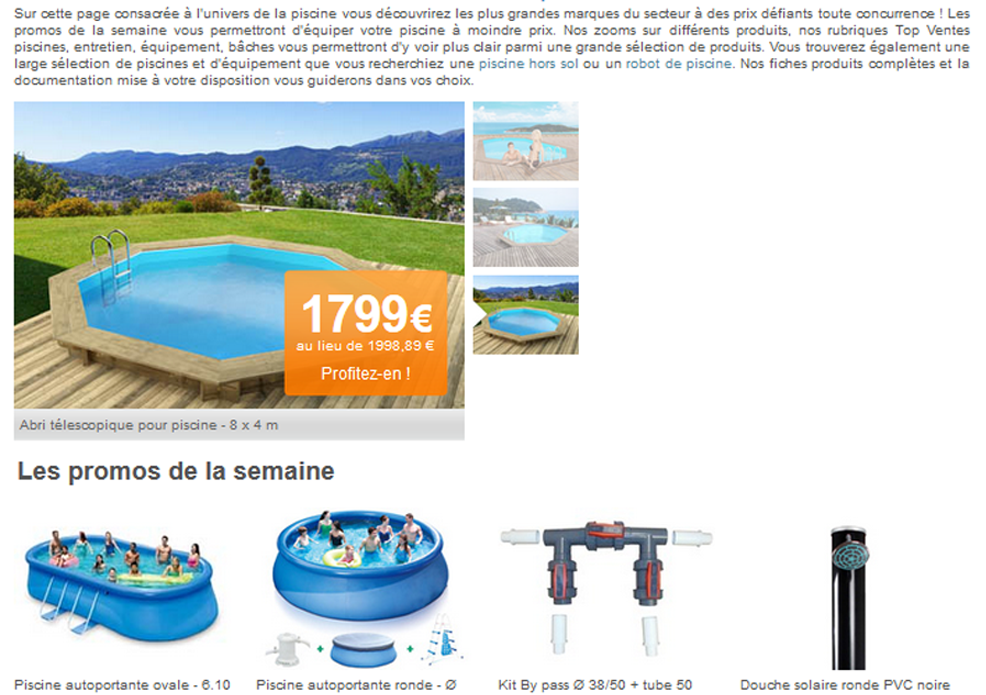 Sur cette page consacrée à l'univers de la piscine vous découvrirez les plus grandes marques du secteur à des prix défiants toute concurrence ! Les
promos de la semaine vous permettront d'équiper votre piscine à moindre prix. Nos zooms sur différents produits, nos rubriques Top Ventes
piscines, entretien, équipement, bâches vous permettront d'y voir plus clair parmi une grande sélection de produits. Vous trouverez également une
large sélection de piscines et d'équipement que vous recherchiez une piscine hors sol ou un robot de piscine. Nos fiches produits complètes et la
documentation mise à votre disposition vous guiderons dans vos choix.
1799€
au lieu de 1998,89 €
Profitez-en !
Abri télescopique pour piscine - 8 x 4 m
Les promos de la semaine
Piscine autoportante ovale - 6.10
Piscine autoportante ronde - Ø
Kit By pass Ø 38/50 + tube 50
Douche solaire ronde PVC noire